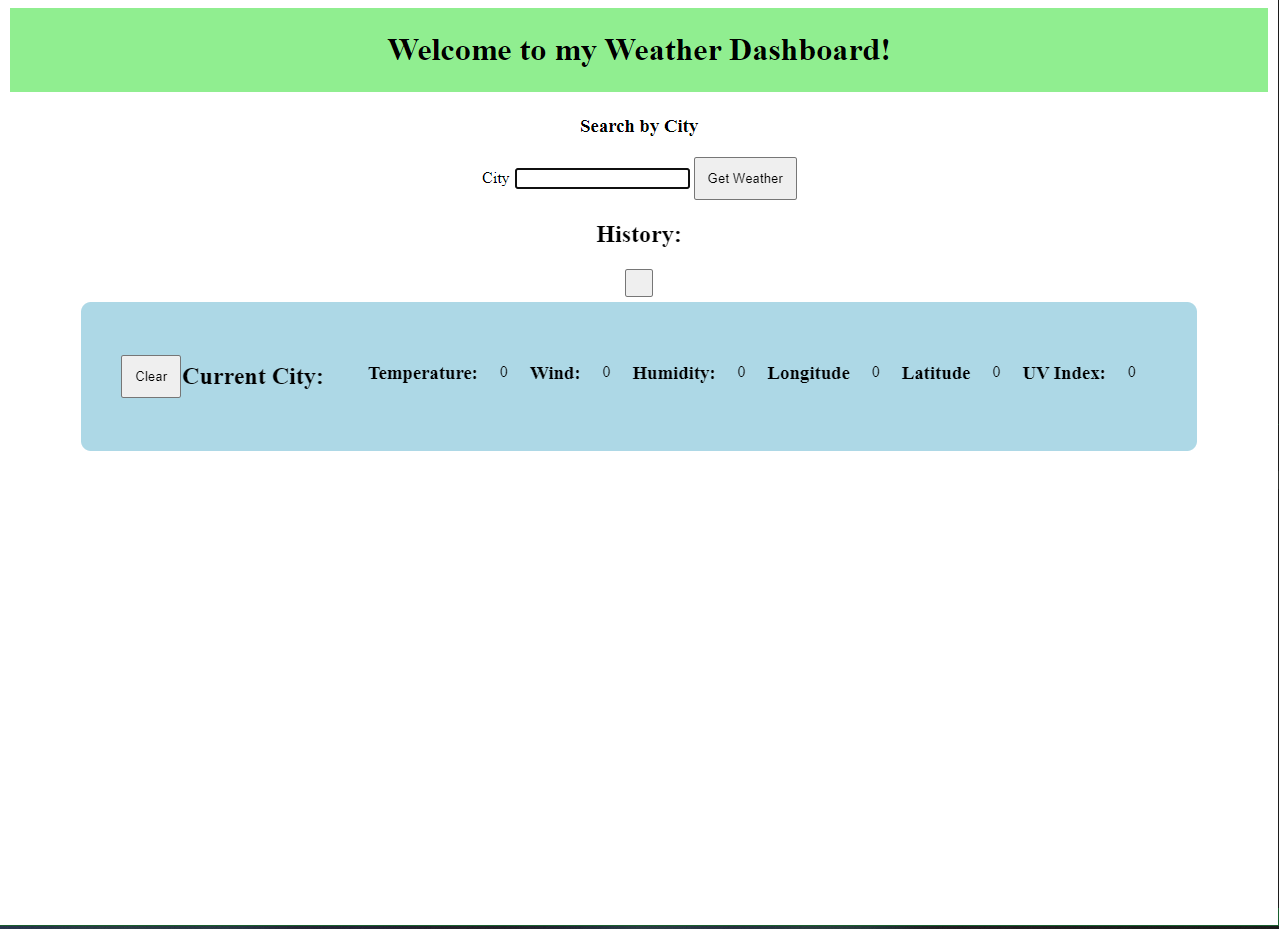 Welcome to my Weather Dashboard!
Search by City
City Get Weather
History:
Clear Current City: Temperature: 0 Wind: 0 Humidity: 0 Longitude 0 Latitude 0 UV Index: 0